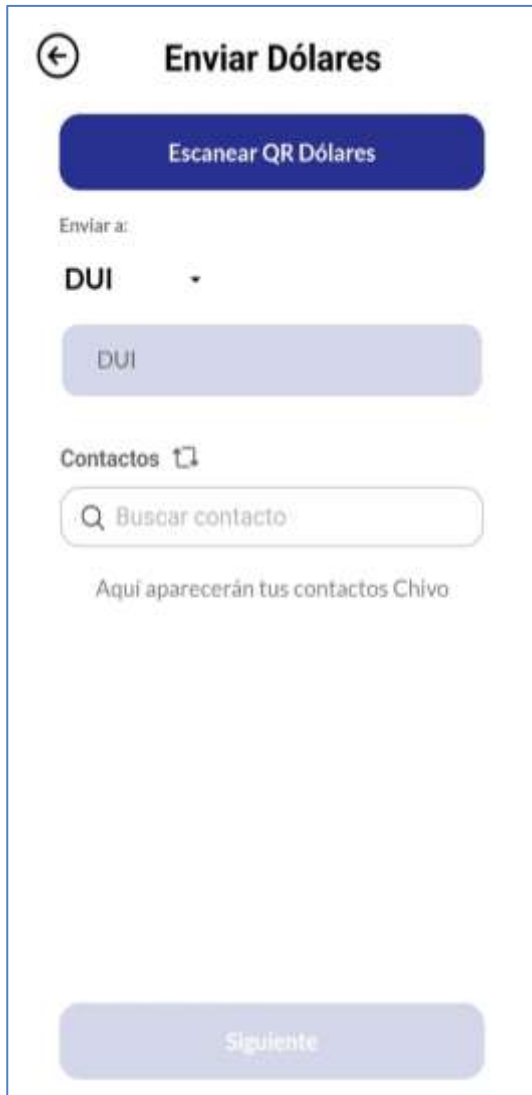 Enviar Dólares
Escanear QR Dólares
Enviar a:
DUI
DUI
Contactos
Buscar contacto
Aquí aparecerán tus contactos Chivo
Siguiente